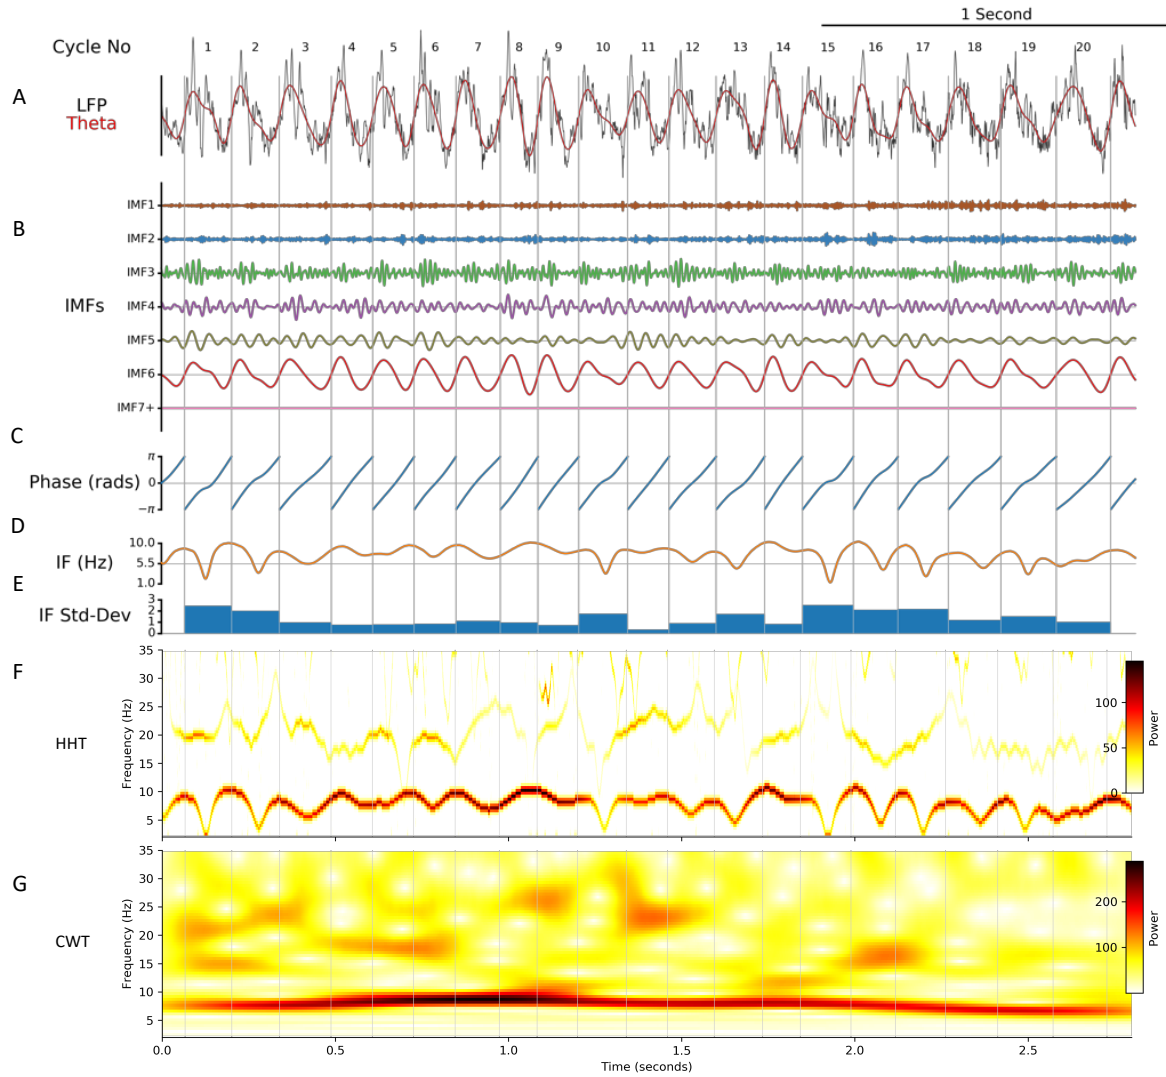 1 Second
Cycle No 1 2 3 4 5 6 7 8 9 10 11 12 13 14 15 16 17 18 19 20
A
LFP
Theta
IMF1
B
IMF2
IMF3
IMFs
IMF4
IMF5
IMF6
IMF7+
C
π
Phase (rads)
0
−π
D
10.0
IF (Hz)
5.5
1.0
E
3
IF Std-Dev
2
1
0
F
HHT
Frequency (Hz)
35
30
25
20
15
10
5
100
50
0
Power
G
CWT
Frequency (Hz)
35
30
25
20
15
10
5
200
100
Power
0.0 0.5 1.0 1.5 2.0 2.5
Time (seconds)